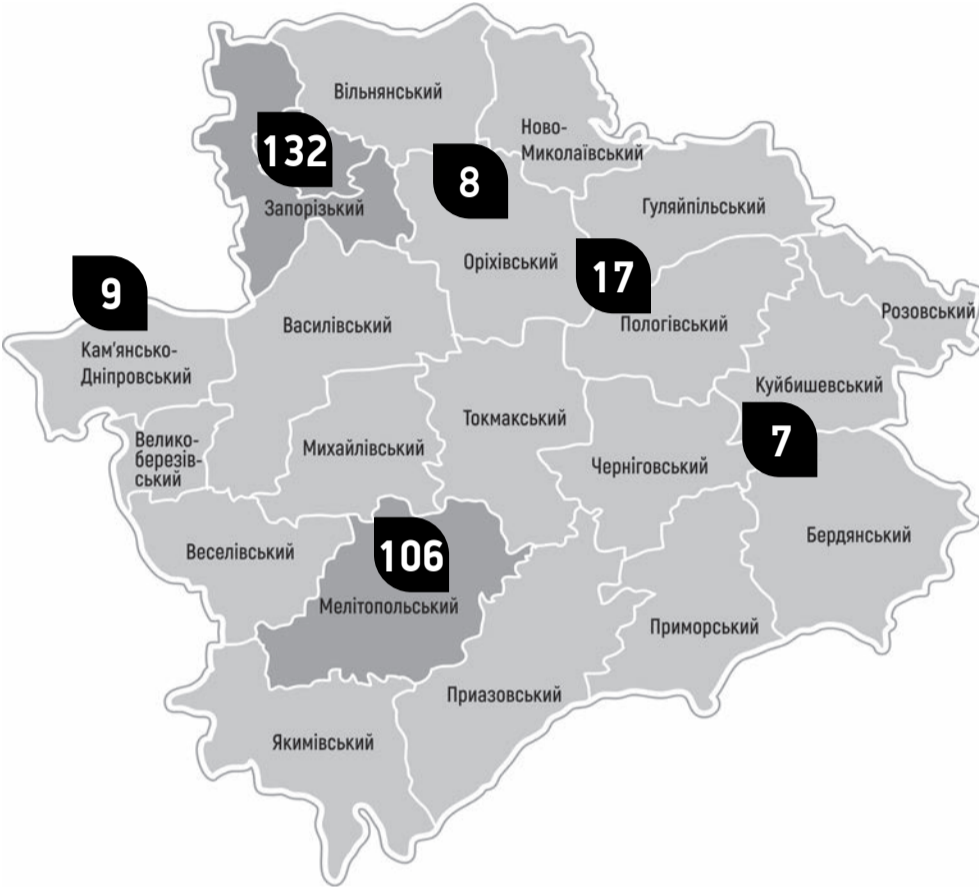 Вільнянський
Ново-
Миколаївський
132
8
Запорізький
Гуляйпільський
Оріхівський
17
9
Василівський
Пологівський
Розовський
Кам'янсько-
Дніпровський
Куйбишевський
Токмакський
Велико-
березів-
ський
Михайлівський
7
Черніговський
Веселівський
106
Бердянський
Мелітопольський
Приморський
Приазовський
Якимівський